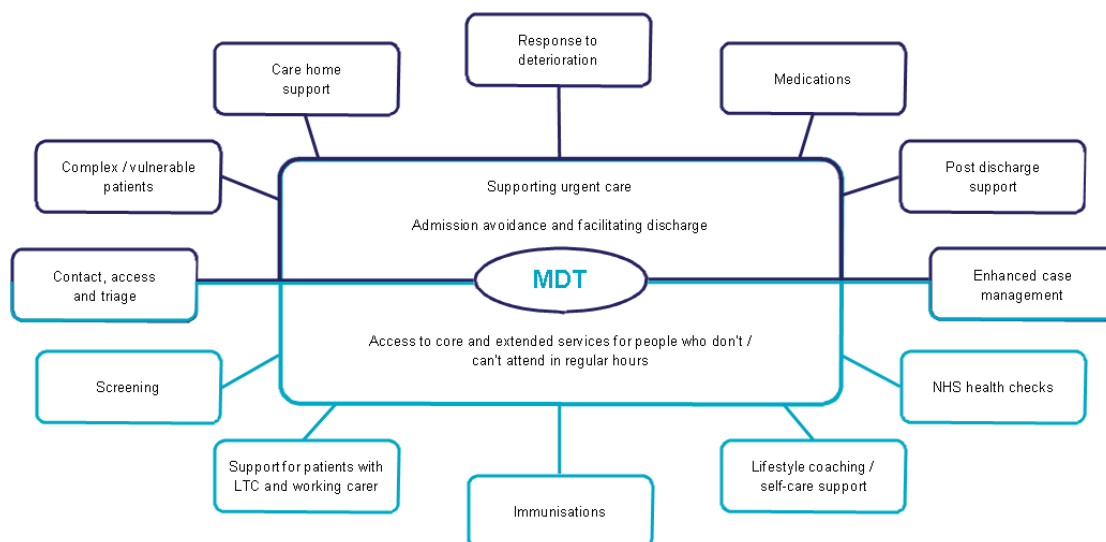 Response to
deterioration
Care home
support
Medications
Complex / vulnerable
patients
Post discharge
support
Supporting urgent care
Admission avoidance and facilitating discharge
Contact, access
and triage
MDT
Enhanced case
management
Access to core and extended services for people who don't /
can't attend in regular hours
Screening
NHS health checks
Support for patients with
LTC and working carer
Lifestyle coaching /
self-care support
Immunisations